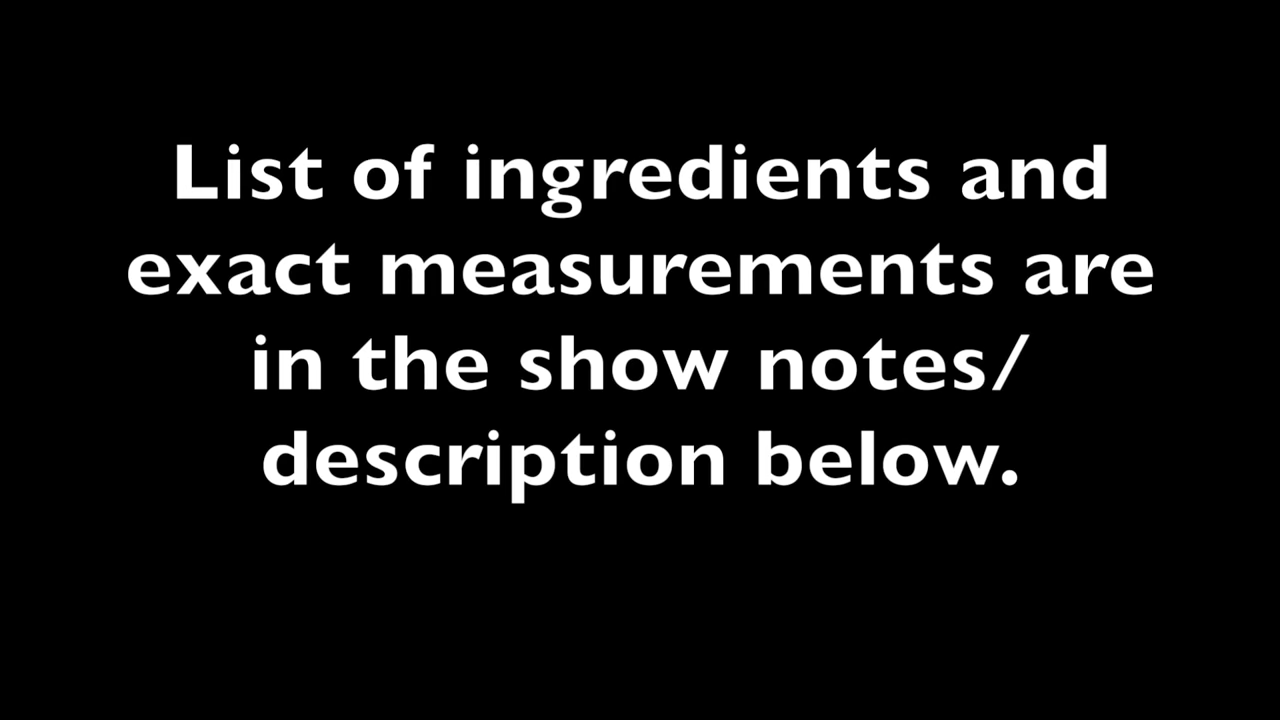 List of ingredients and
exact measurements are
in the show notes/
description below.